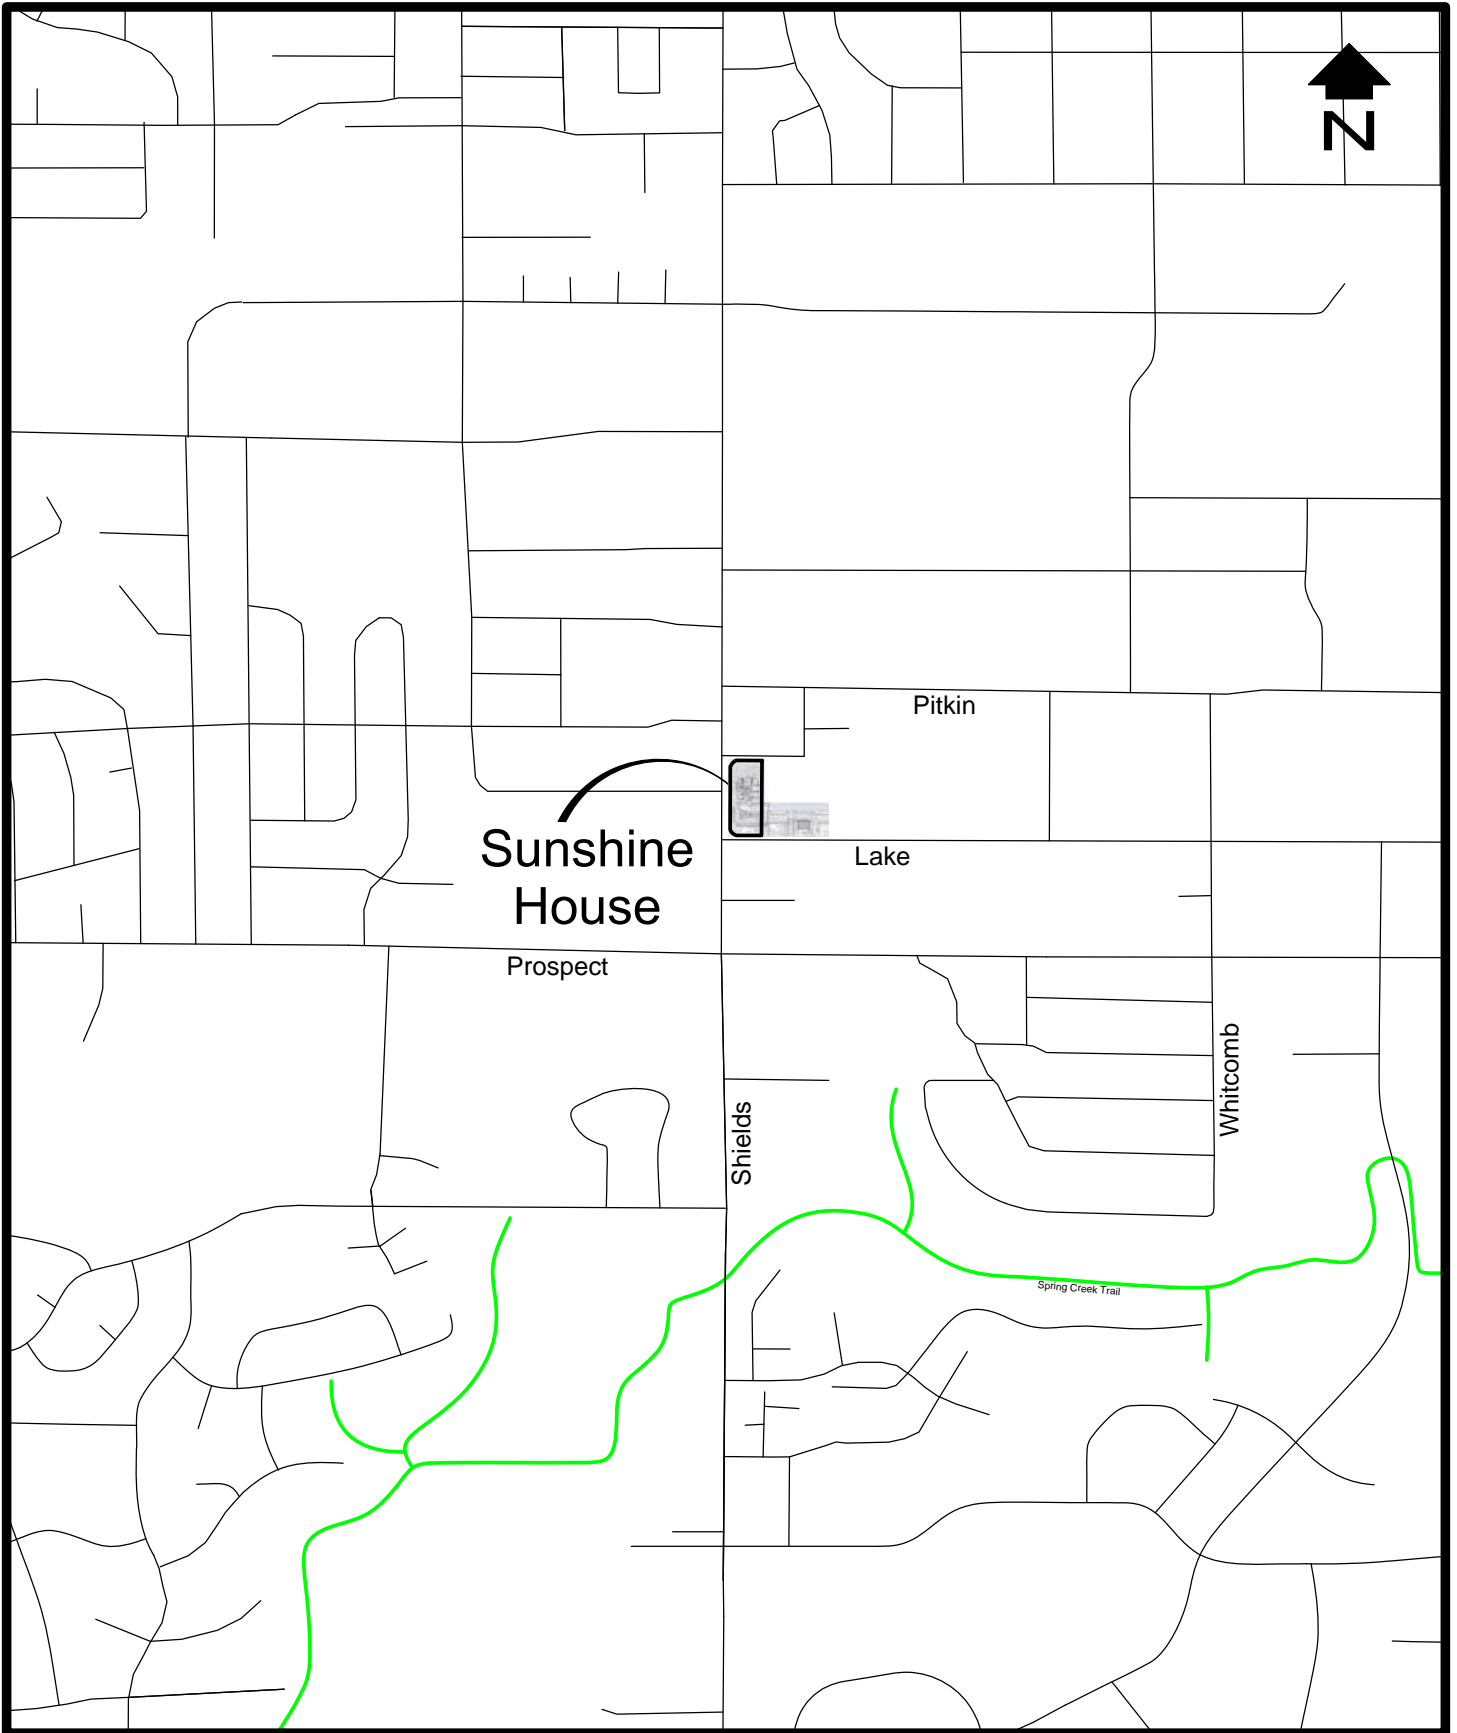 N
Pitkin
Sunshine
House
Lake
Prospect
Whitcomb
Shields
Spring Creek Trail